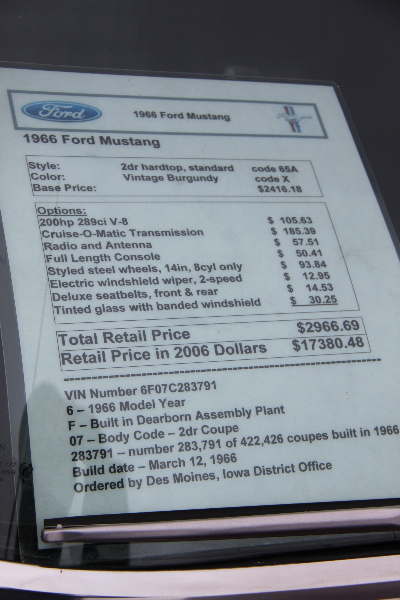 Ford 1966 Ford Mustang
1966 Ford Mustang
Style: 2dr hardtop, standard code 65A
Color: Vintage Burgundy code X
Base Price: $2416.18
Options:
200hp 289ci V-8 $ 105.63
Cruise-O-Matic Transmission $ 185.39
Radio and Antenna $ 57.51
Full Length Console $ 50.41
Styled steel wheels, 14in, 8cyl only $ 93.84
Electric windshield wiper, 2-speed $ 12.95
Deluxe seatbelts, front & rear $ 14.53
Tinted glass with banded windshield $ 30.25
Total Retail Price $2966.69
Retail Price in 2006 Dollars $17380.48
VIN Number 6F07C283791
6 – 1966 Model Year
F – Built in Dearborn Assembly Plant
07 – Body Code – 2dr Coupe
283791 – number 283,791 of 422,426 coupes built in 1966
Build date – March 12, 1966
Ordered by Des Moines, Iowa District Office